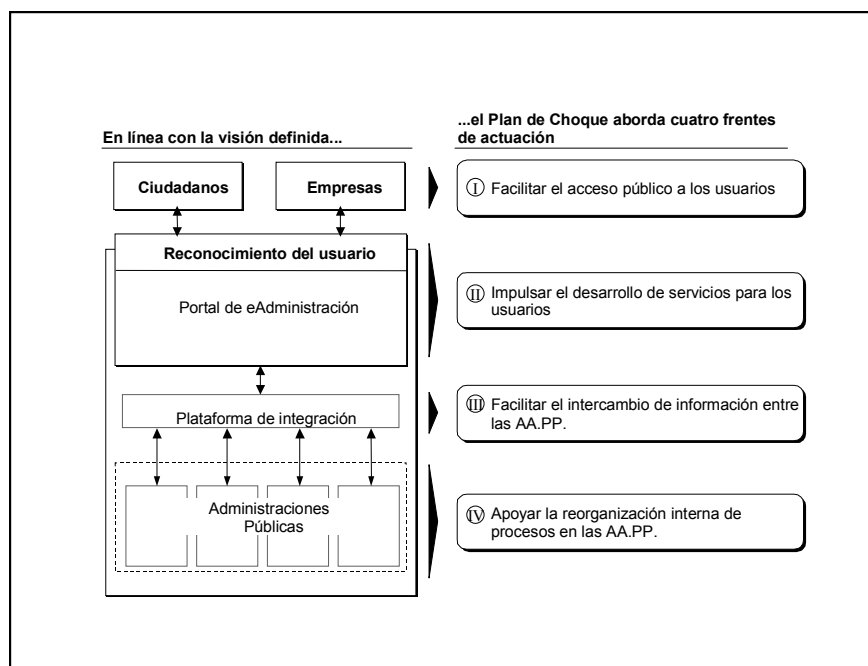 En línea con la visión definida...
...el Plan de Choque aborda cuatro frentes
de actuación
Ciudadanos
Empresas
Ⓘ Facilitar el acceso público a los usuarios
Reconocimiento del usuario
Portal de eAdministración
II Impulsar el desarrollo de servicios para los
usuarios
Plataforma de integración
III Facilitar el intercambio de información entre
las AA.PP.
Administraciones
Públicas
IV Apoyar la reorganización interna de
procesos en las AA.PP.